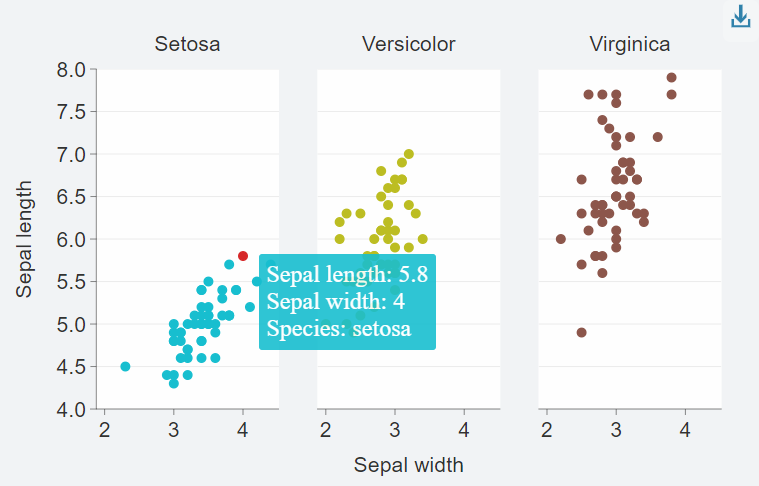 Setosa Versicolor Virginica
8.0
7.5
7.0
6.5
6.0
5.5
5.0
4.5
4.0
Sepal length
Sepal length: 5.8
Sepal width: 4
Species: setosa
2 3 4 2 3 4 2 3 4
Sepal width